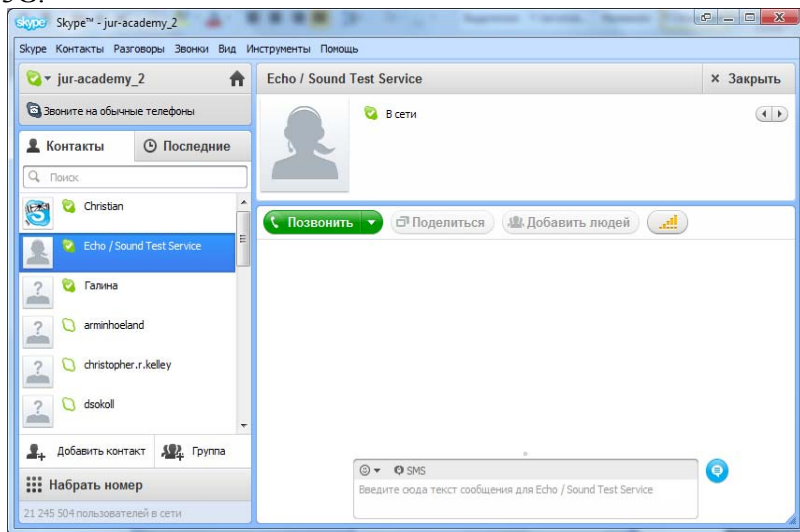 skype Skype™ - jur-academy_2
Skype Контакты Разговоры Звонки Вид Инструменты Помощь
jur-academy_2
Звоните на обычные телефоны
Контакты Последние
Поиск
Christian
Echo / Sound Test Service
Галина
arminhoeland
christopher.r.kelley
dsokoll
Добавить контакт Группа
Набрать номер
21 245 504 пользователей в сети
Echo / Sound Test Service × Закрыть
В сети
Позвонить Поделиться Добавить людей
SMS
Введите сюда текст сообщения для Echo / Sound Test Service